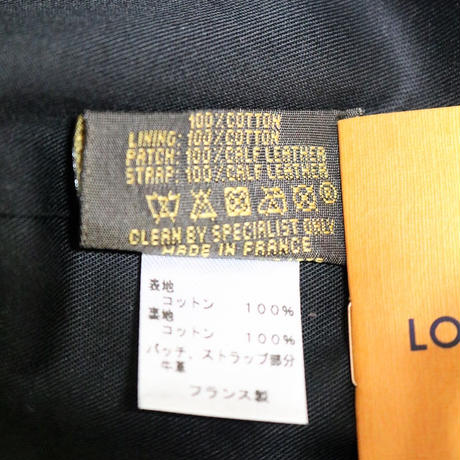 100%COTTON
LINING: 100%COTTON
PATCH: 100%CALF LEATHER
STRAP: 100%CALF LEATHER
CLEAN BY SPECIALIST ONLY
MADE IN FRANCE
表地
コットン 100%
裏地
コットン 100%
パッチ、ストラップ部分
牛革
フランス製
LO